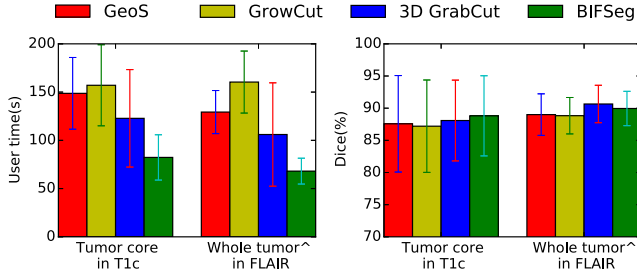 GeoS GrowCut 3D GrabCut BIFSeg
200
150
100
50
0
User time(s)
Tumor core
in T1c
Whole tumor^
in FLAIR
100
95
90
85
80
75
70
Dice(%)
Tumor core
in T1c
Whole tumor^
in FLAIR